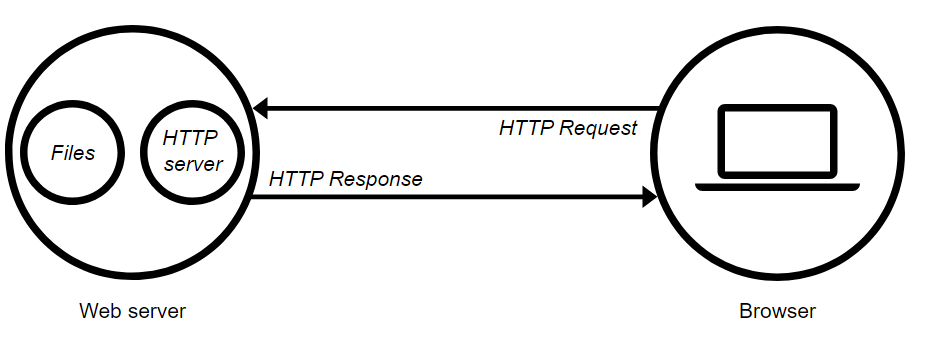 HTTP Request
Files
HTTP
server
HTTP Response
Web server
Browser